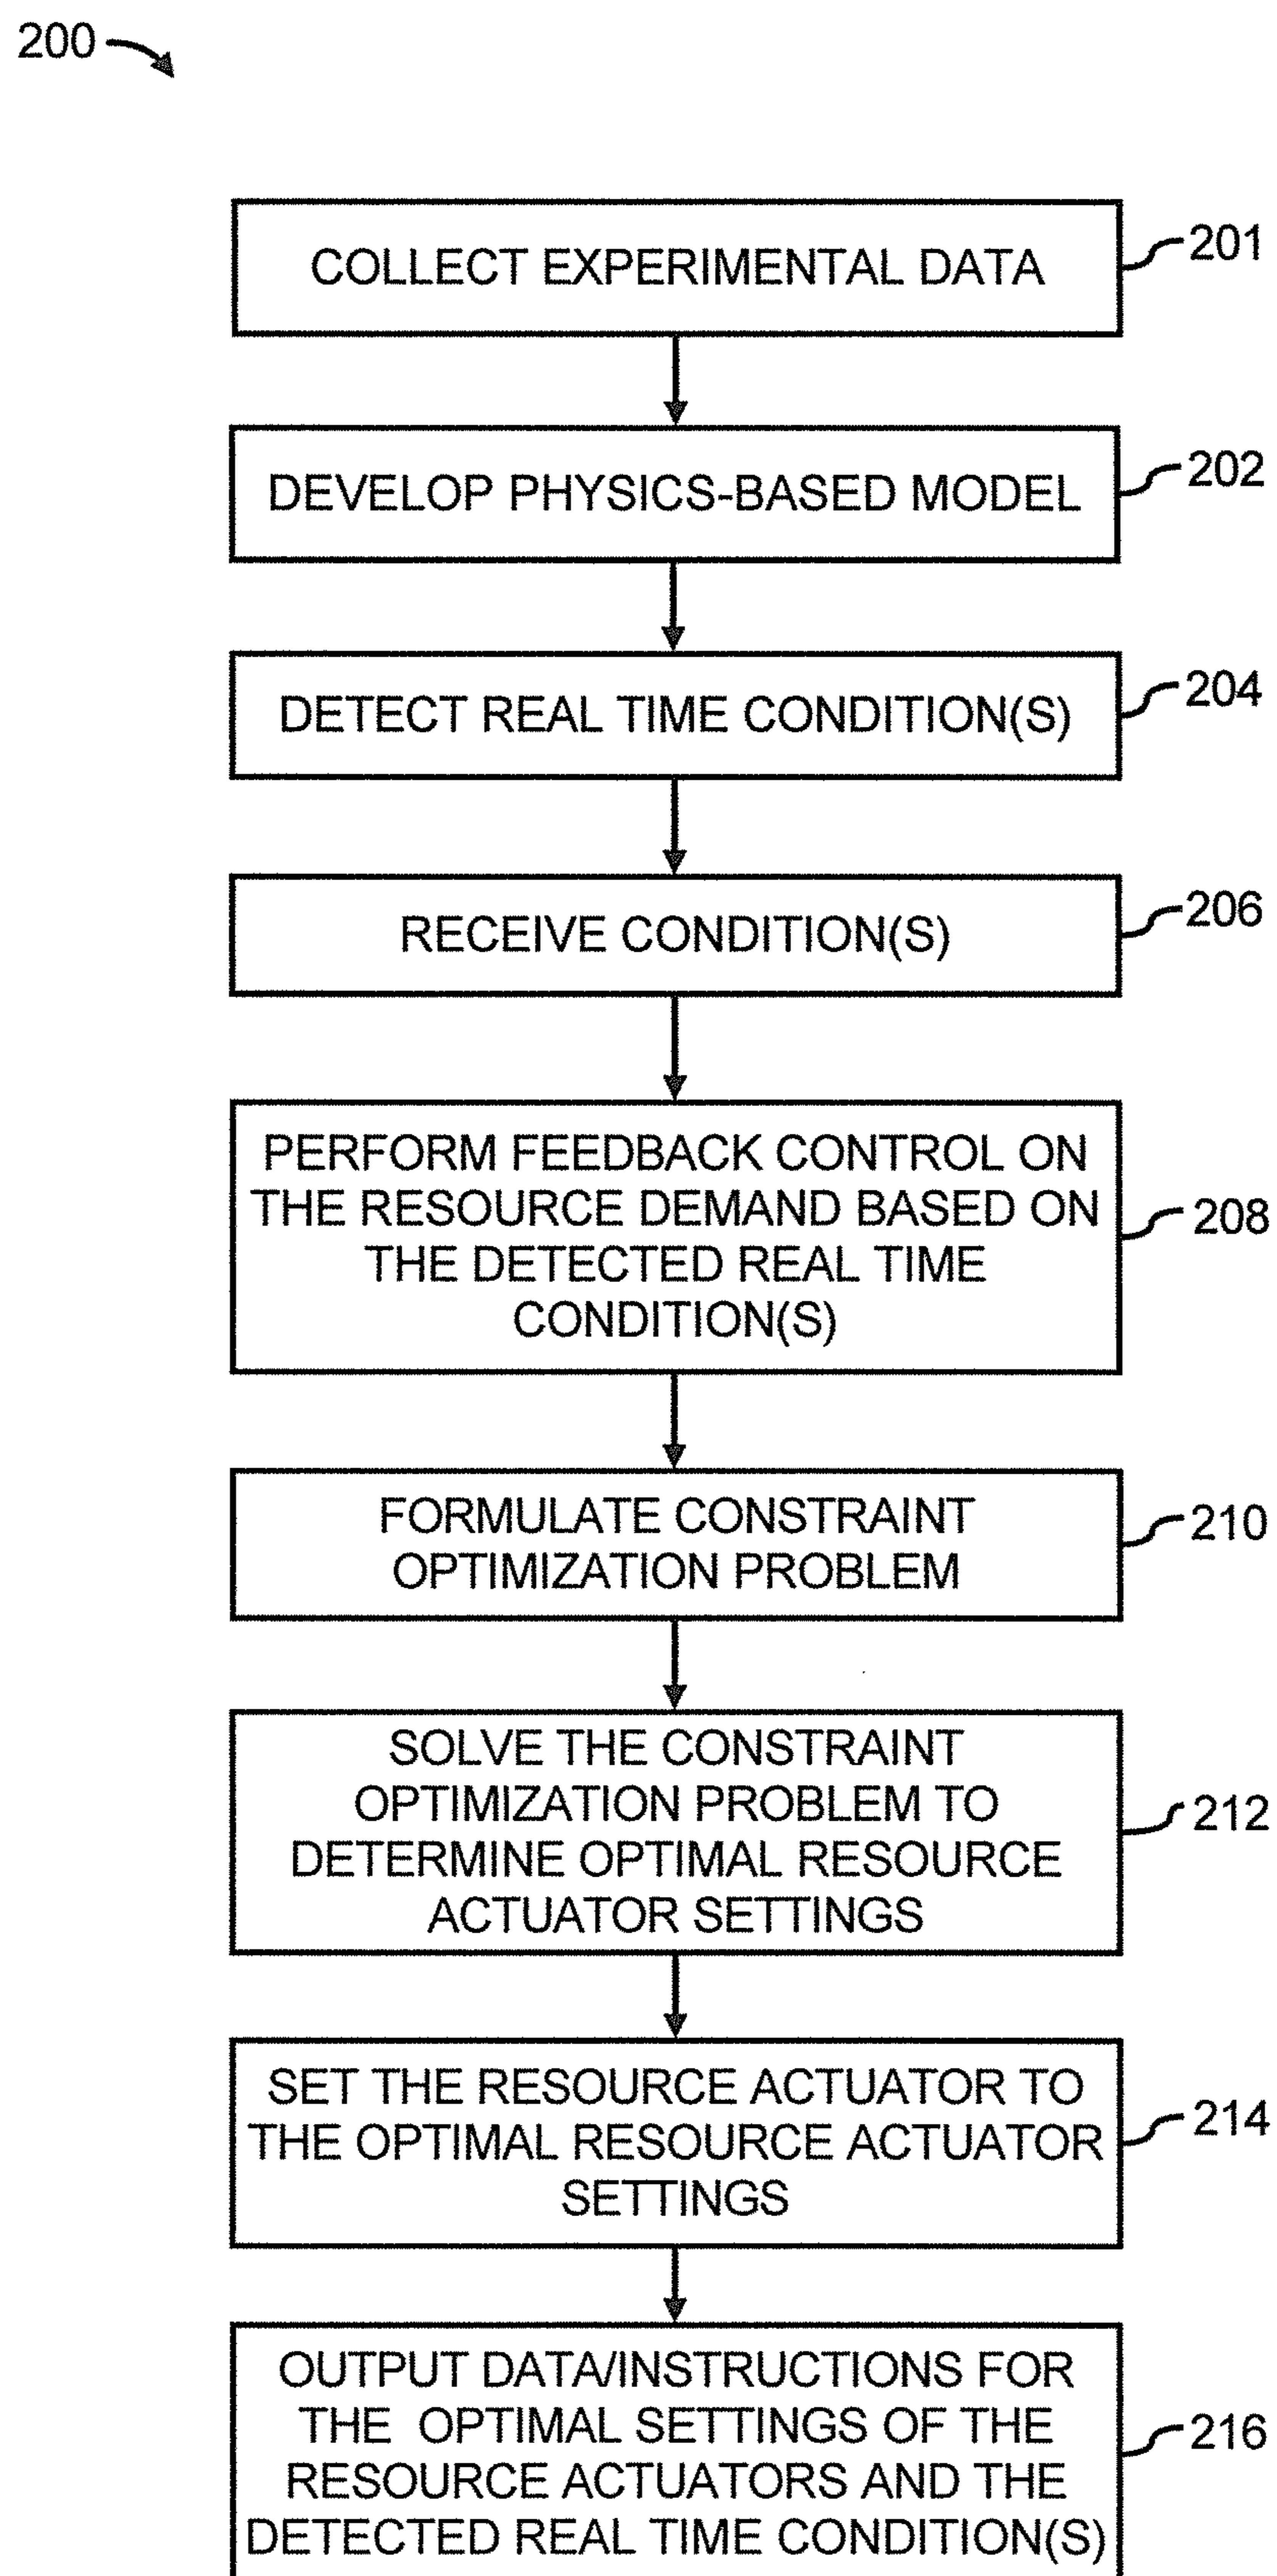 200
COLLECT EXPERIMENTAL DATA
201
DEVELOP PHYSICS-BASED MODEL
202
DETECT REAL TIME CONDITION(S)
204
RECEIVE CONDITION(S)
206
PERFORM FEEDBACK CONTROL ON
THE RESOURCE DEMAND BASED ON
THE DETECTED REAL TIME
CONDITION(S)
208
FORMULATE CONSTRAINT
OPTIMIZATION PROBLEM
210
SOLVE THE CONSTRAINT
OPTIMIZATION PROBLEM TO
DETERMINE OPTIMAL RESOURCE
ACTUATOR SETTINGS
212
SET THE RESOURCE ACTUATOR TO
THE OPTIMAL RESOURCE ACTUATOR
SETTINGS
214
OUTPUT DATA/INSTRUCTIONS FOR
THE OPTIMAL SETTINGS OF THE
RESOURCE ACTUATORS AND THE
DETECTED REAL TIME CONDITION(S)
216